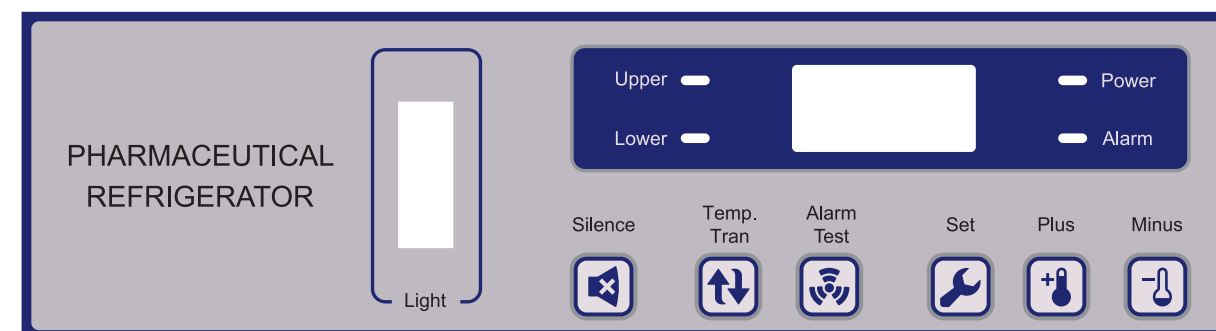 PHARMACEUTICAL
REFRIGERATOR
Light
Upper
Power
Lower
Alarm
Silence
Temp.
Tran
Alarm
Test
Set
Plus
Minus